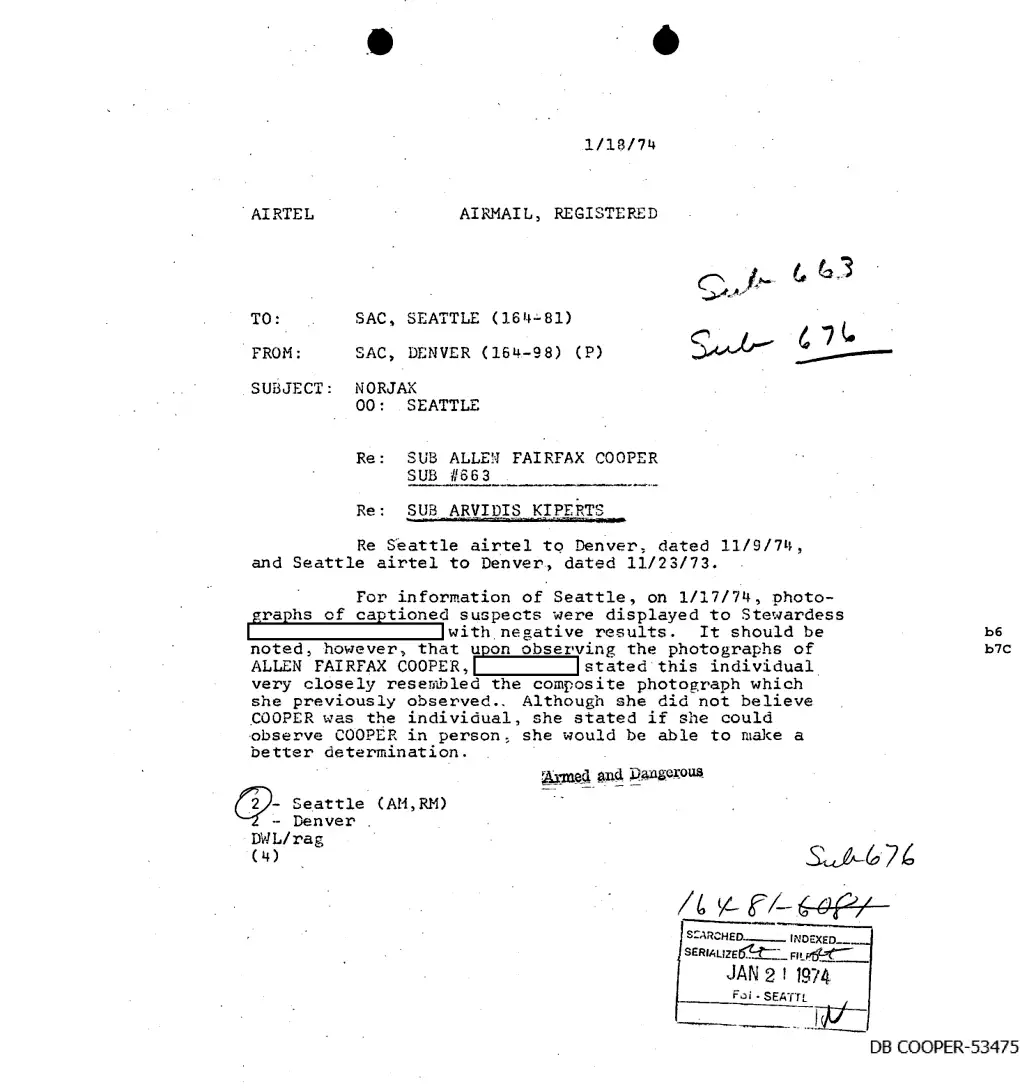 1/18/74
AIRTEL AIRMAIL, REGISTERED
Sub 663
TO: SAC, SEATTLE (164-81)
Sub 676
FROM: SAC, DENVER (164-98) (P)
SUBJECT: NORJAK
OO: SEATTLE
Re: SUB ALLEN FAIRFAX COOPER
SUB #663
Re: SUB ARVIDIS KIPERTS
Re Seattle airtel to Denver, dated 11/9/74,
and Seattle airtel to Denver, dated 11/23/73.
For information of Seattle, on 1/17/74, photo-
graphs of captioned suspects were displayed to Stewardess
with negative results. It should be
b6
noted, however, that upon observing the photographs of
b7C
ALLEN FAIRFAX COOPER, stated this individual
very closely resembled the composite photograph which
she previously observed.. Although she did not believe
COOPER was the individual, she stated if she could
observe COOPER in person, she would be able to make a
better determination.
Armed and Dangerous
2 - Seattle (AM,RM)
2 - Denver
DWL/rag
(4)
Sub 676
164-81-6081
SEARCHED INDEXED
SERIALIZED FILED
JAN 21 1974
FBI - SEATTL
DB COOPER-53475